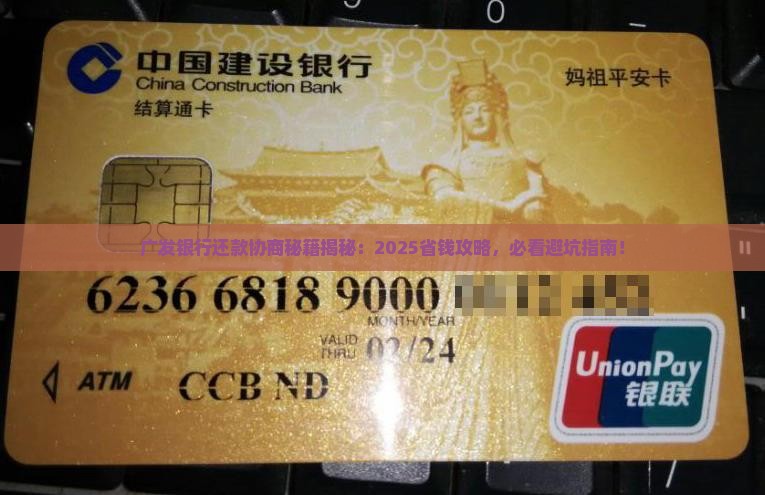 0
中国建设银行
China Construction Bank
妈祖平安卡
结算通卡
广发银行还款协商秘籍揭秘：2025省钱攻略，必看避坑指南！
6236 6818 9000
MONTH/YEAR
VALID
THRU
ATM
CCB ND
UnionPay
银联